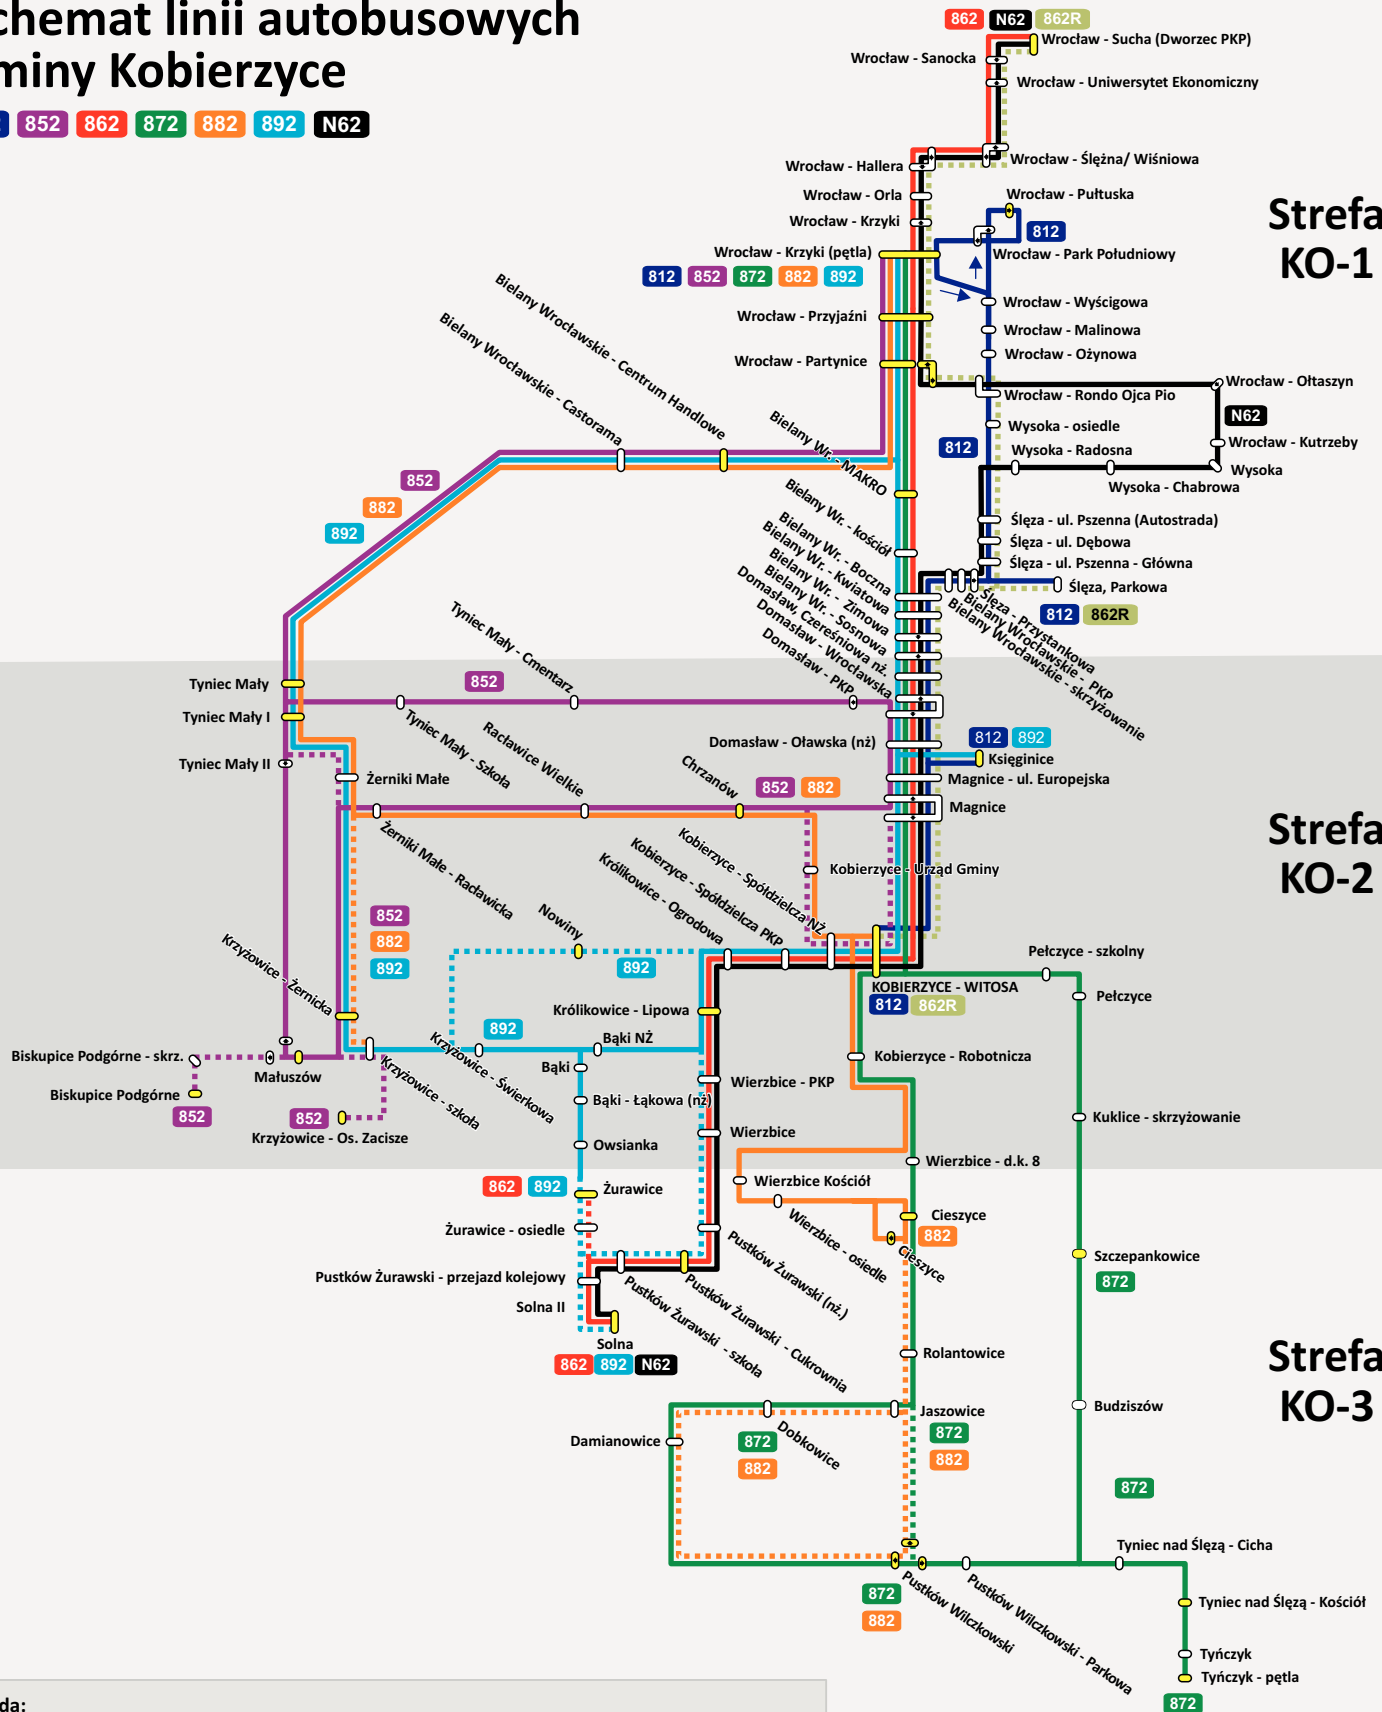 chemat linii autobusowych
miny Kobierzyce
852 862 872 882 892 N62
862 N62 862R
Wrocław - Sucha (Dworzec PKP)
Wrocław - Sanocka
Wrocław - Uniwersytet Ekonomiczny
Wrocław - Ślężna/ Wiśniowa
Wrocław - Hallera
Wrocław - Orla
Wrocław - Pułtuska
Wrocław - Krzyki
812
Strefa
KO-1
Wrocław - Krzyki (pętla)
Wrocław - Park Południowy
812 852 872 882 892
Wrocław - Wyścigowa
Wrocław - Przyjaźni
Wrocław - Malinowa
Wrocław - Ożynowa
Wrocław - Partynice
Bielany Wrocławskie - Centrum Handlowe
Bielany Wrocławskie - Castorama
Wrocław - Ołtaszyn
Wrocław - Rondo Ojca Pio
N62
Wysoka - osiedle
Wrocław - Kutrzeby
812
Wysoka - Radosna
Wysoka
Wysoka - Chabrowa
Bielany Wr. - MAKRO
852
882
892
Bielany Wr. - kościół
Ślęza - ul. Pszenna (Autostrada)
Ślęza - ul. Dębowa
Ślęza - ul. Pszenna - Główna
Ślęza, Parkowa
812 862R
Bielany Wr. - Boczna
Bielany Wr. - Kwiatowa
Bielany Wr. - Zimowa
Bielany Wr. - Sosnowa
Domasław, Czereśniowa nż.
Domasław - Wrocławska
Domasław - PKP
Ślęza - Przystankowa
Bielany Wrocławskie - PKP
Bielany Wrocławskie - skrzyżowanie
Tyniec Mały - Cmentarz
Tyniec Mały
852
Tyniec Mały I
Tyniec Mały - Szkoła
Racławice Wielkie
Domasław - Oławska (nż)
812 892
Księginice
Tyniec Mały II
Żerniki Małe
Chrzanów
852 882
Magnice - ul. Europejska
Magnice
Strefa
KO-2
Żerniki Małe - Racławicka
Kobierzyce - Spółdzielcza NŻ
Kobierzyce - Spółdzielcza PKP
Królikowice - Ogrodowa
Kobierzyce - Urząd Gminy
852
882
892
Nowiny
892
Krzyżowice - Żernicka
Pełczyce - szkolny
KOBIERZYCE - WITOSA
812 862R
Pełczyce
Królikowice - Lipowa
892
Bąki NŻ
Krzyżowice - Świerkowa
Krzyżowice - szkoła
Kobierzyce - Robotnicza
Biskupice Podgórne - skrz.
Małuszów
Bąki
Wierzbice - PKP
Biskupice Podgórne
852
852
Krzyżowice - Os. Zacisze
Bąki - Łąkowa (nż)
Kuklice - skrzyżowanie
Wierzbice
Owsianka
Wierzbice - d.k. 8
Wierzbice Kościół
862 892
Żurawice
Cieszyce
882
Żurawice - osiedle
Wierzbice - osiedle
Cieszyce
Pustków Żurawski (nż.)
Szczepankowice
872
Pustków Żurawski - przejazd kolejowy
Solna II
Pustków Żurawski - szkoła
Pustków Żurawski - Cukrownia
Solna
862 892 N62
Rolantowice
Strefa
KO-3
Jaszowice
872
882
Budziszów
Damianowice
Dobkowice
872
882
872
Tyniec nad Ślęzą - Cicha
Pustków Wilczkowski
Pustków Wilczkowski - Parkowa
872
882
Tyniec nad Ślęzą - Kościół
Tyńczyk
Tyńczyk - pętla
872
da: